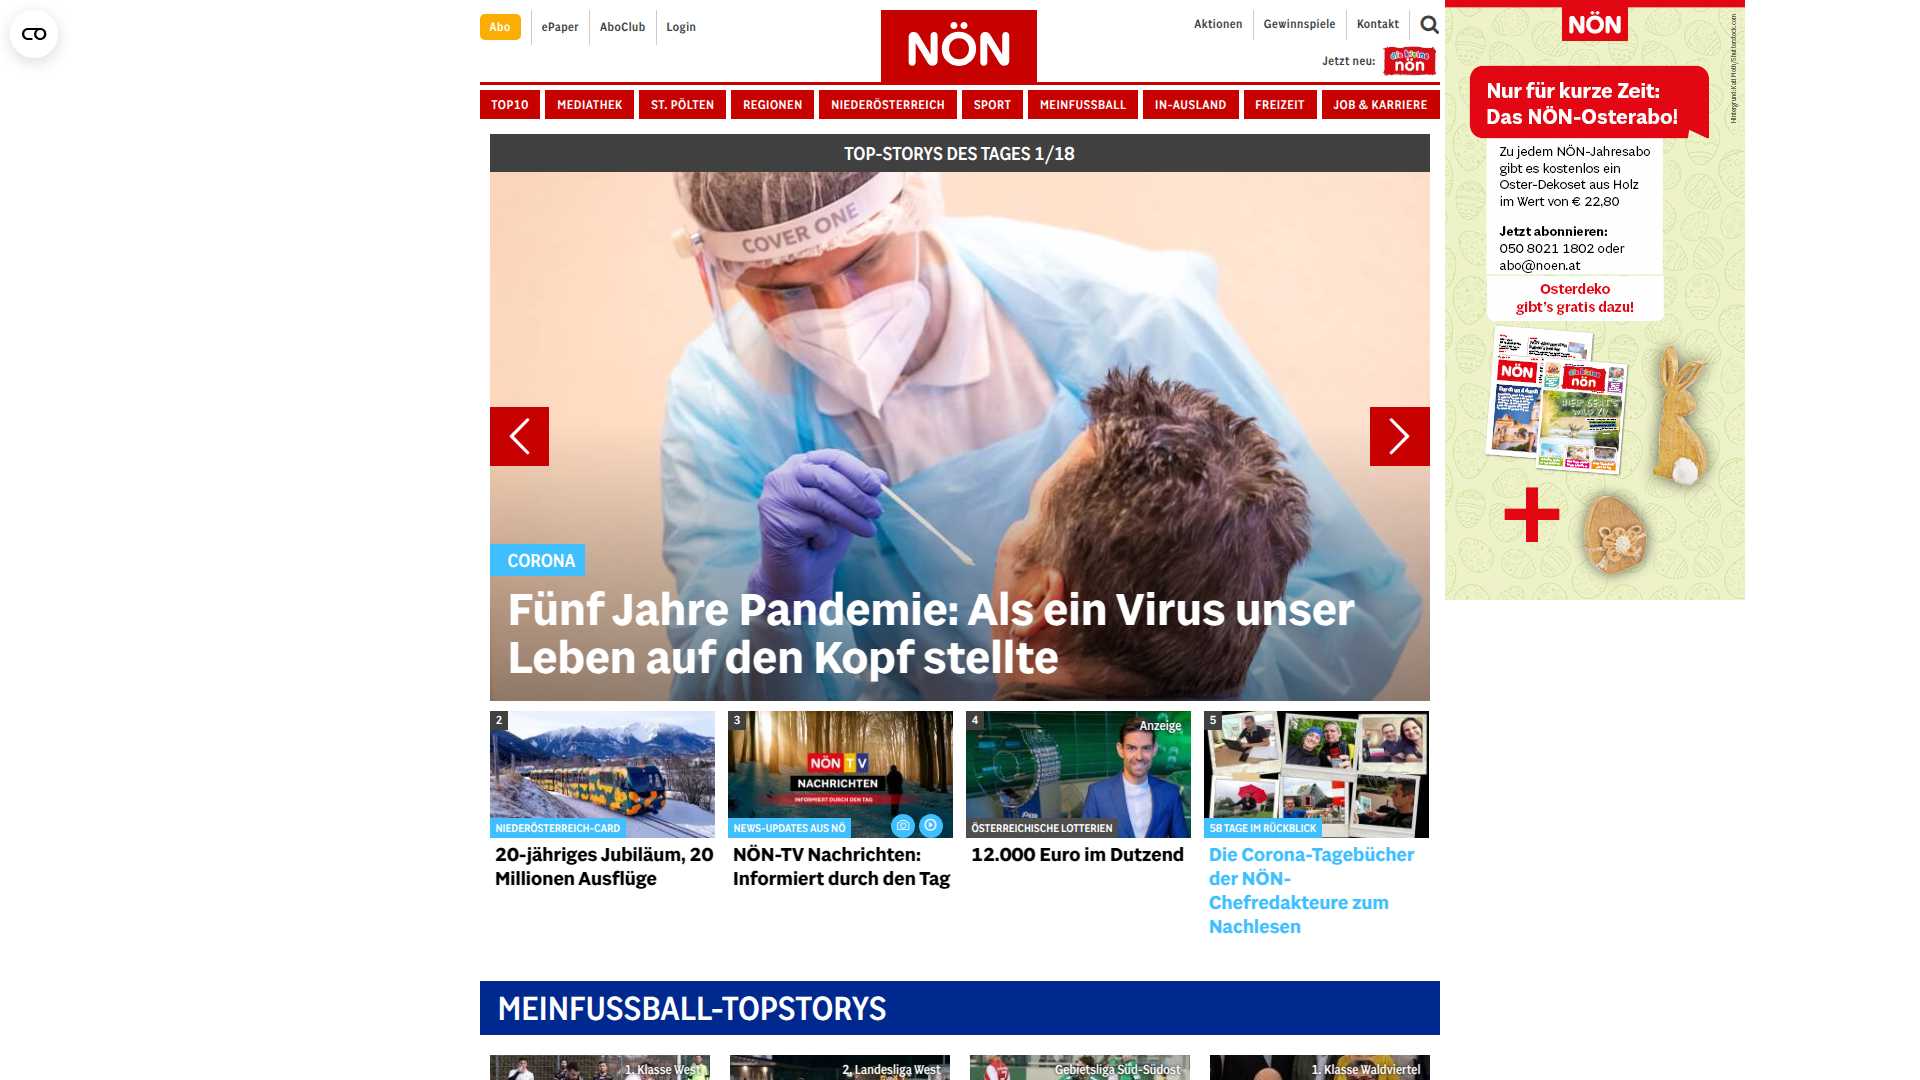 Abo
ePaper
AboClub
Login
NÖN
Aktionen
Gewinnspiele
Kontakt
Jetzt neu:
die kleine
nön
TOP10
MEDIATHEK
ST. PÖLTEN
REGIONEN
NIEDERÖSTERREICH
SPORT
MEINFUSSBALL
IN-AUSLAND
FREIZEIT
JOB & KARRIERE
TOP-STORYS DES TAGES 1/18
COVER ONE
CORONA
Fünf Jahre Pandemie: Als ein Virus unser
Leben auf den Kopf stellte
2
NIEDERÖSTERREICH-CARD
20-jähriges Jubiläum, 20
Millionen Ausflüge
3
NÖN TV
NACHRICHTEN
INFORMIERT DURCH DEN TAG
NEWS-UPDATES AUS NÖ
NÖN-TV Nachrichten:
Informiert durch den Tag
4
Anzeige
ÖSTERREICHISCHE LOTTERIEN
12.000 Euro im Dutzend
5
58 TAGE IM RÜCKBLICK
Die Corona-Tagebücher
der NÖN-
Chefredakteure zum
Nachlesen
MEINFUSSBALL-TOPSTORYS
1. Klasse West
2. Landesliga West
Gebietsliga Süd-Südost
1. Klasse Waldviertel
NÖN
Nur für kurze Zeit:
Das NÖN-Osterabo!
Zu jedem NÖN-Jahresabo
gibt es kostenlos ein
Oster-Dekoset aus Holz
im Wert von € 22,80
Jetzt abonnieren:
050 8021 1802 oder
abo@noen.at
Osterdeko
gibt's gratis dazu!
NÖN
die kleine
nön